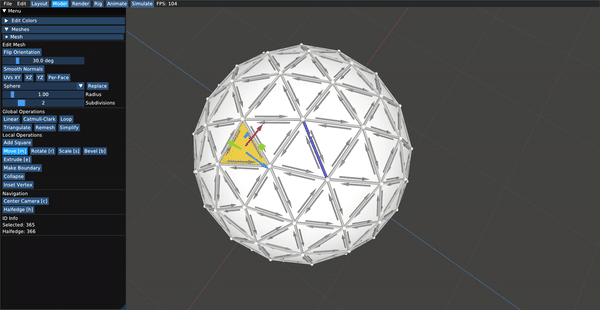 File Edit Layout Model Render Rig Animate Simulate FPS: 104
Menu
Edit Colors
Meshes
Mesh
Edit Mesh
Flip Orientation
30.0 deg
Smooth Normals
UVs XY XZ YZ Per-Face
Sphere Replace
1.00 Radius
2 Subdivisions
Global Operations
Linear Catmull-Clark Loop
Triangulate Remesh Simplify
Local Operations
Add Square
Move [m] Rotate [r] Scale [s] Bevel [b]
Extrude [e]
Make Boundary
Collapse
Inset Vertex
Navigation
Center Camera [c]
Halfedge [h]
ID Info
Selected: 365
Halfedge: 366